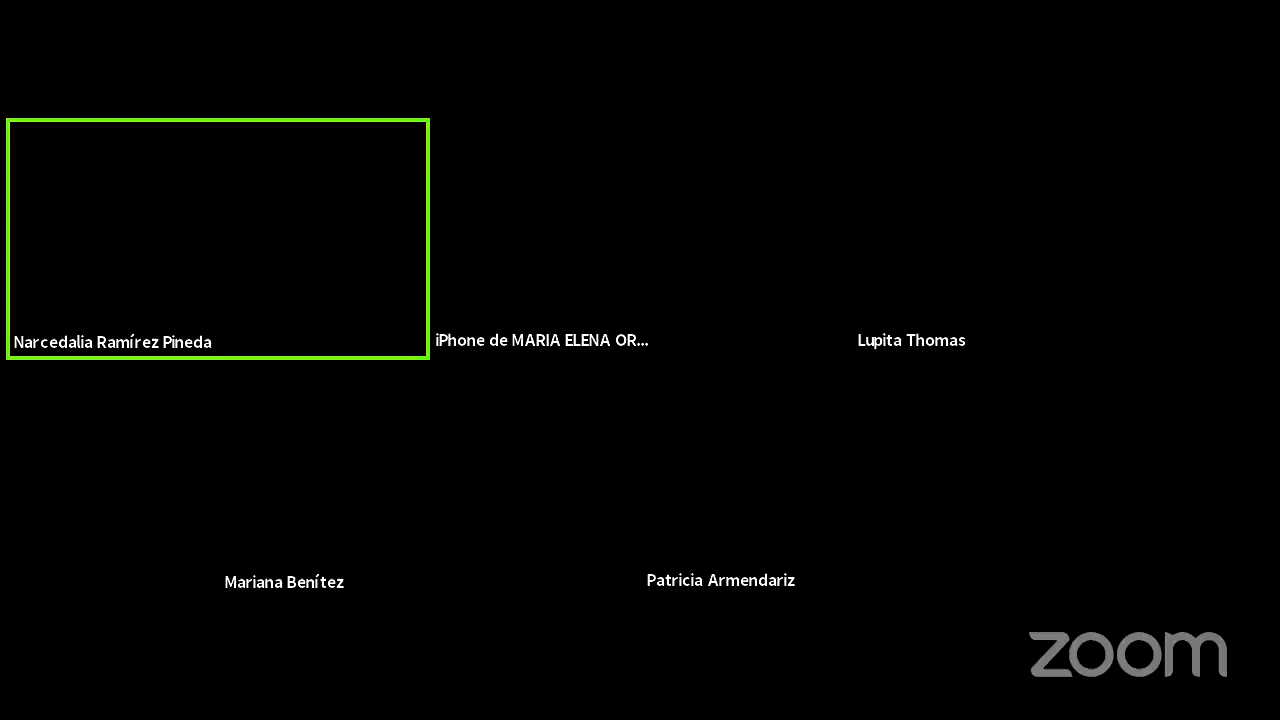 Narcedalia Ramírez Pineda
iPhone de MARIA ELENA OR...
Lupita Thomas
Mariana Benítez
Patricia Armendariz
zoom